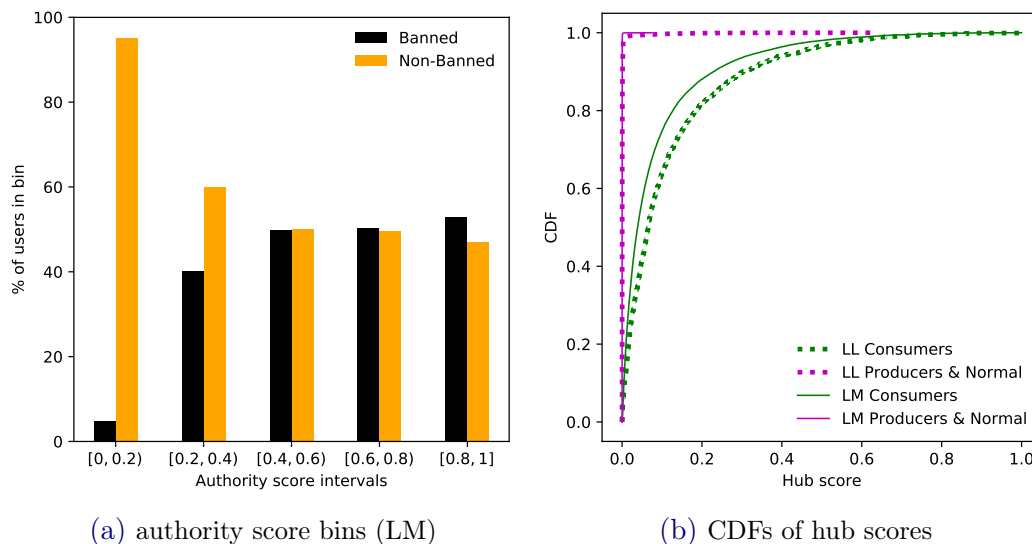 100
80
60
40
20
0
% of users in bin
Banned
Non-Banned
[0, 0.2)
[0.2, 0.4)
[0.4, 0.6)
[0.6, 0.8)
[0.8, 1]
Authority score intervals
(a) authority score bins (LM)
1.0
0.8
0.6
0.4
0.2
0.0
CDF
LL Consumers
LL Producers & Normal
LM Consumers
LM Producers & Normal
0.0
0.2
0.4
0.6
0.8
1.0
Hub score
(b) CDFs of hub scores